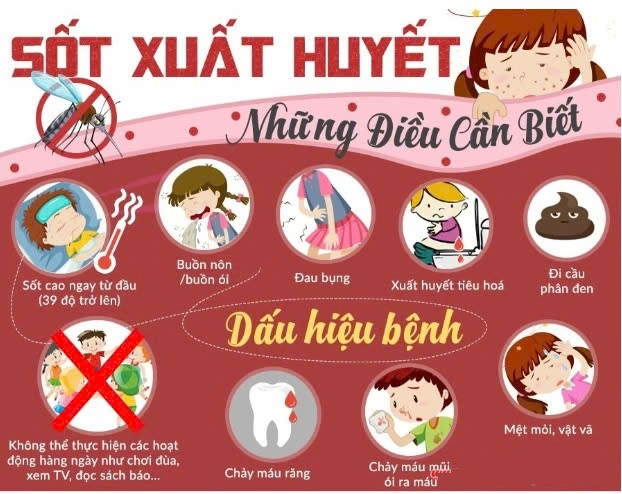 SỐT XUẤT HUYẾT
Những Điều Cần Biết
Sốt cao ngay từ đầu
(39 độ trở lên)
Buồn nôn
/buồn ói
Đau bụng
Xuất huyết tiêu hoá
Đi cầu
phân đen
Dấu hiệu bệnh
Không thể thực hiện các hoạt
động hàng ngày như chơi đùa,
xem TV, đọc sách báo...
Chảy máu răng
Chảy máu mũi
ói ra máu
Mệt mỏi, vật vã